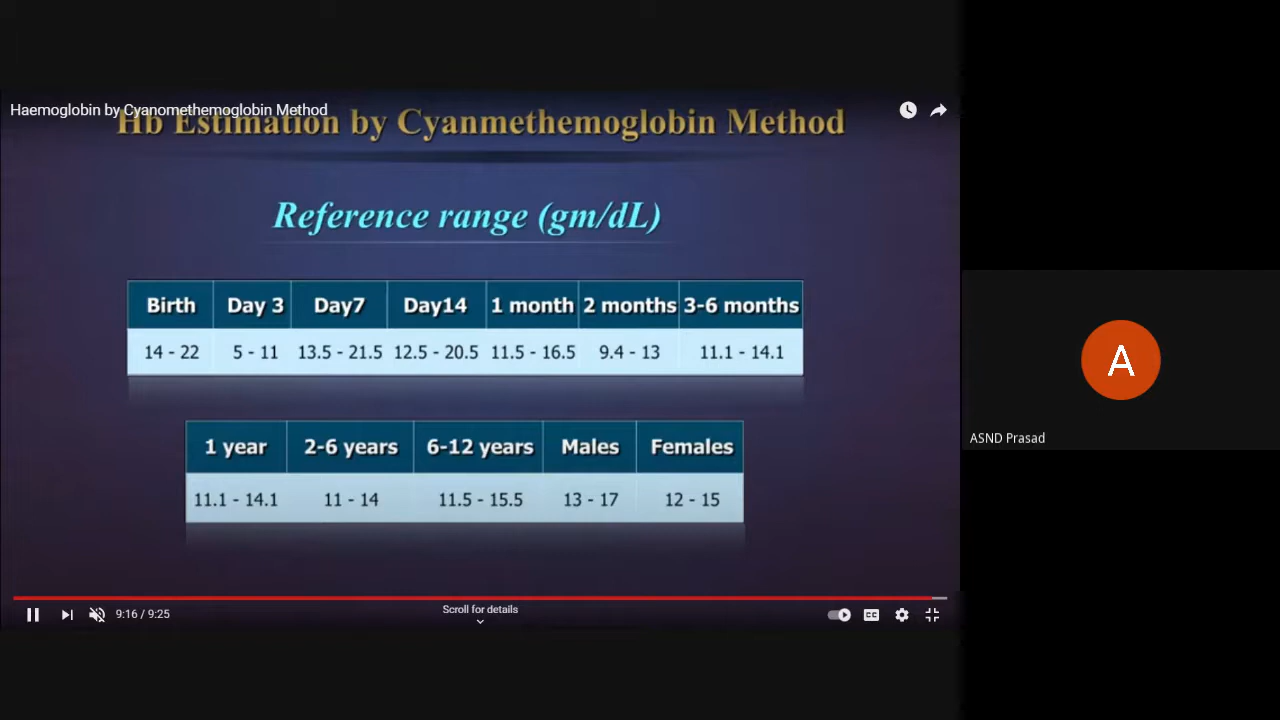 Haemoglobin by Cyanomethemoglobin Method
Hb Estimation by Cyanmethemoglobin Method
Reference range (gm/dL)
Birth Day 3 Day7 Day14 1 month 2 months 3-6 months
14 - 22 5 - 11 13.5 - 21.5 12.5 - 20.5 11.5 - 16.5 9.4 - 13 11.1 - 14.1
1 year 2-6 years 6-12 years Males Females
11.1 - 14.1 11 - 14 11.5 - 15.5 13 - 17 12 - 15
9:16 / 9:25
Scroll for details
CC
A
ASND Prasad